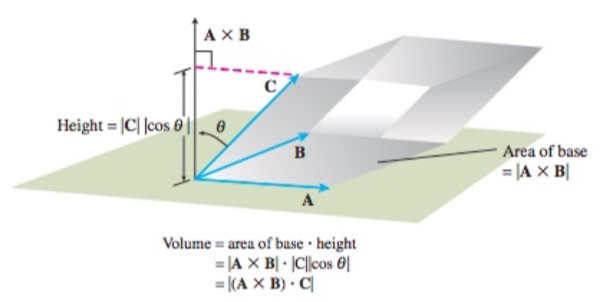 A × B
C
Height = |C| |cos θ|
θ
B
Area of base
= |A × B|
A
Volume = area of base · height
= |A × B| · |C||cos θ|
= |(A × B) · C|